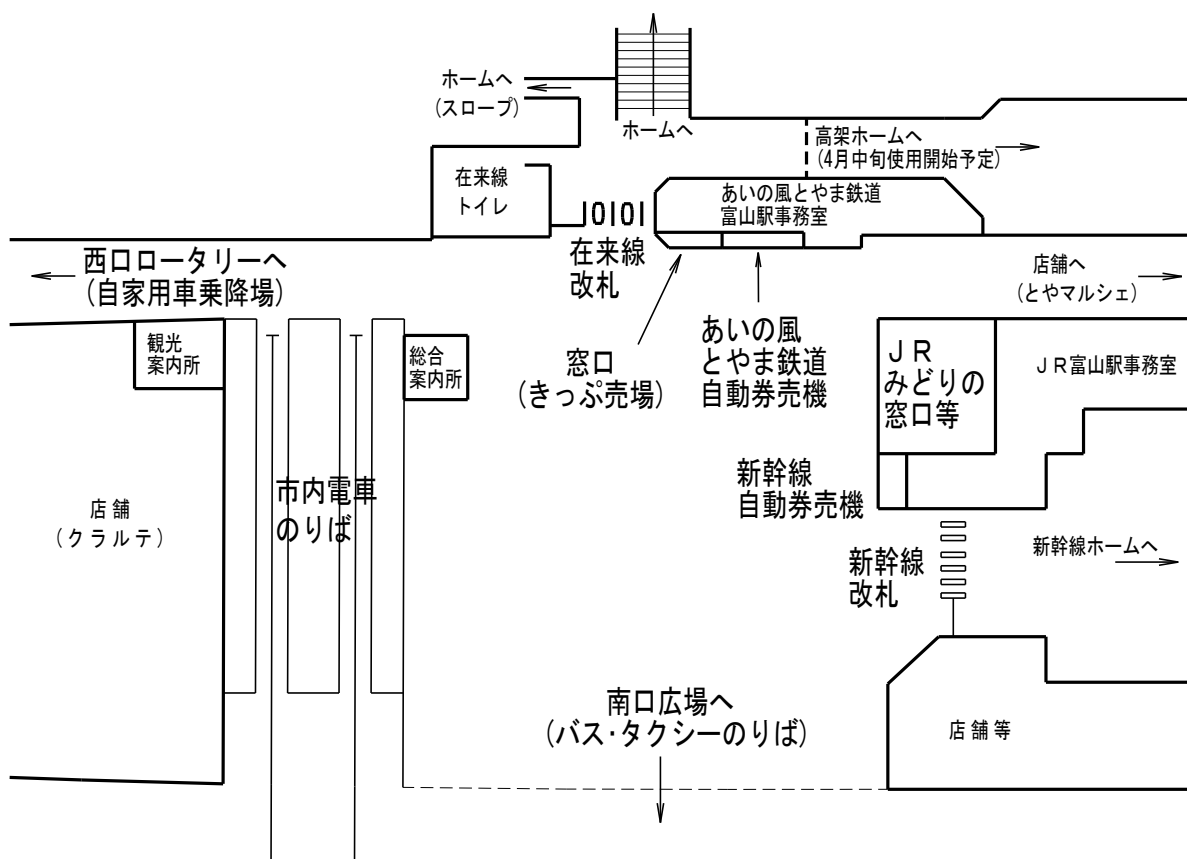 ホームへ
(スロープ)
ホームへ
高架ホームへ
(4月中旬使用開始予定)
在来線
トイレ
あいの風とやま鉄道
富山駅事務室
在来線
改札
西口ロータリーへ
(自家用車乗降場)
店舗へ
(とやマルシェ)
観光
案内所
総合
案内所
窓口
(きっぷ売場)
あいの風
とやま鉄道
自動券売機
ＪＲ
みどりの
窓口等
ＪＲ富山駅事務室
市内電車
のりば
店舗
(クラルテ)
新幹線
自動券売機
新幹線
改札
新幹線ホームへ
南口広場へ
(バス・タクシーのりば)
店舗等